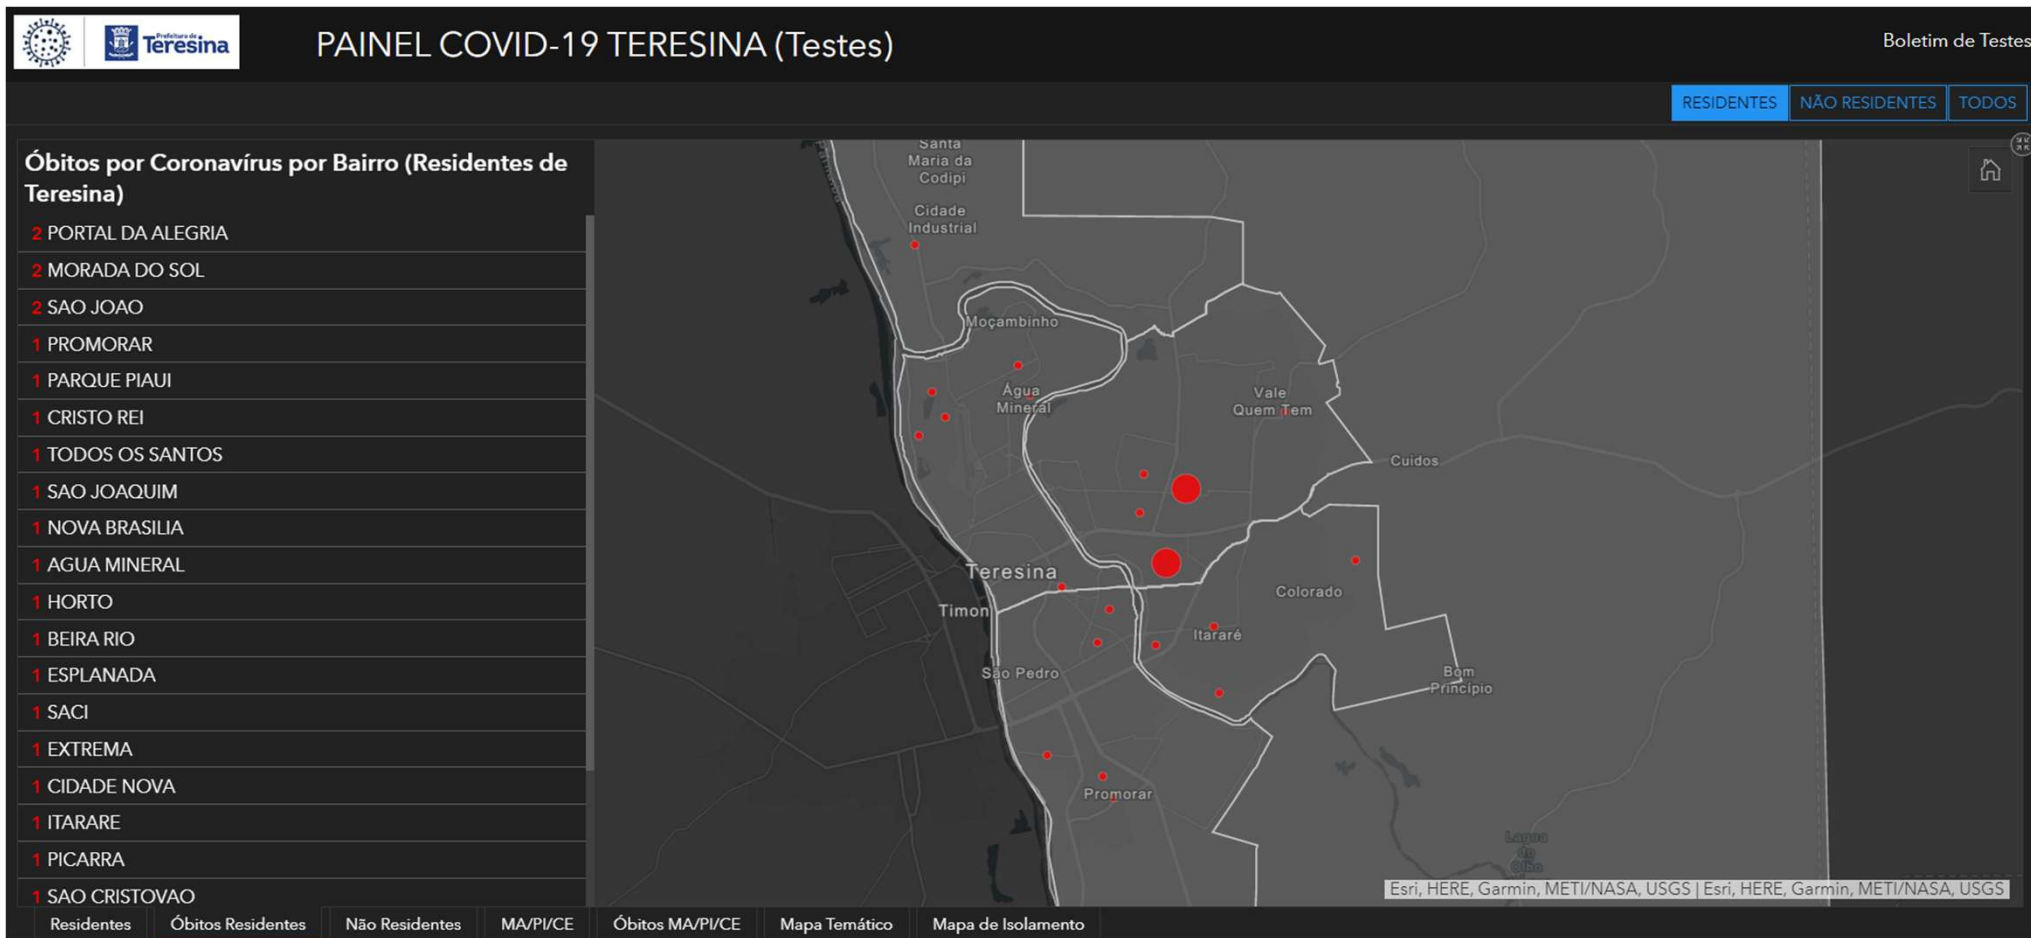 Prefeitura de
Teresina
PAINEL COVID-19 TERESINA (Testes)
Boletim de Testes
RESIDENTES
NÃO RESIDENTES
TODOS
Óbitos por Coronavírus por Bairro (Residentes de
Teresina)
2 PORTAL DA ALEGRIA
2 MORADA DO SOL
2 SAO JOAO
1 PROMORAR
1 PARQUE PIAUI
1 CRISTO REI
1 TODOS OS SANTOS
1 SAO JOAQUIM
1 NOVA BRASILIA
1 AGUA MINERAL
1 HORTO
1 BEIRA RIO
1 ESPLANADA
1 SACI
1 EXTREMA
1 CIDADE NOVA
1 ITARARE
1 PICARRA
1 SAO CRISTOVAO
Santa
Maria da
Codipi
Parnaíba
Cidade
Industrial
Moçambinho
Água
Mineral
Vale
Quem Tem
Cuidos
Teresina
Timon
Colorado
Itararé
São Pedro
Bom
Princípio
Promorar
Lagoa
do
Olho
Esri, HERE, Garmin, METI/NASA, USGS | Esri, HERE, Garmin, METI/NASA, USGS
Residentes
Óbitos Residentes
Não Residentes
MA/PI/CE
Óbitos MA/PI/CE
Mapa Temático
Mapa de Isolamento